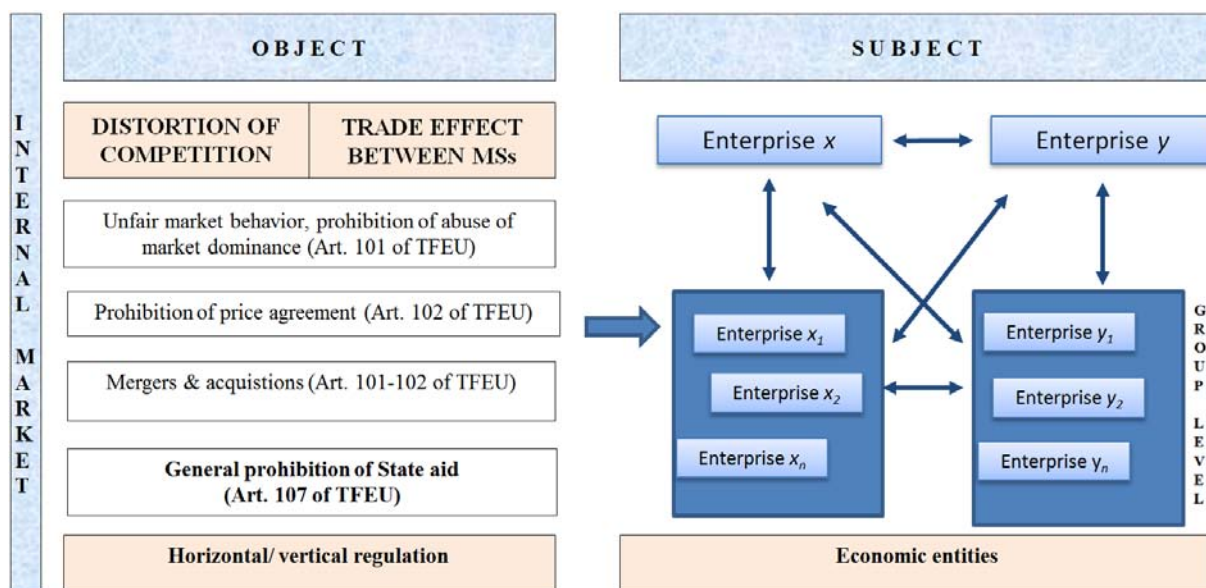 INTERNAL MARKET
OBJECT
DISTORTION OF
COMPETITION
TRADE EFFECT
BETWEEN MSs
Unfair market behavior, prohibition of abuse of
market dominance (Art. 101 of TFEU)
Prohibition of price agreement (Art. 102 of TFEU)
Mergers & acquistions (Art. 101-102 of TFEU)
General prohibition of State aid
(Art. 107 of TFEU)
Horizontal/ vertical regulation
SUBJECT
Enterprise x
Enterprise y
Enterprise x1
Enterprise x2
Enterprise xn
Enterprise y1
Enterprise y2
Enterprise yn
GROUP LEVEL
Economic entities